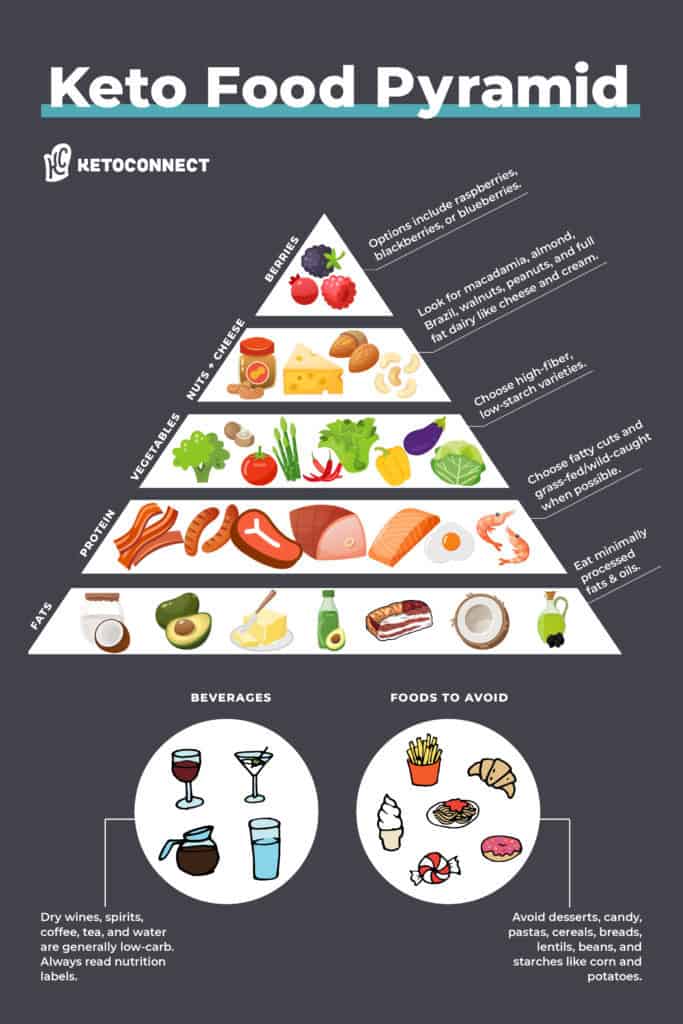 Keto Food Pyramid
HC KETOCONNECT
BERRIES
Options include raspberries,
blackberries, or blueberries.
NUTS + CHEESE
Look for macadamia, almond,
Brazil, walnuts, peanuts, and full
fat dairy like cheese and cream.
VEGETABLES
Choose high-fiber,
low-starch varieties.
PROTEIN
Choose fatty cuts and
grass-fed/wild-caught
when possible.
FATS
Eat minimally
processed
fats & oils.
BEVERAGES
Dry wines, spirits,
coffee, tea, and water
are generally low-carb.
Always read nutrition
labels.
FOODS TO AVOID
Avoid desserts, candy,
pastas, cereals, breads,
lentils, beans, and
starches like corn and
potatoes.